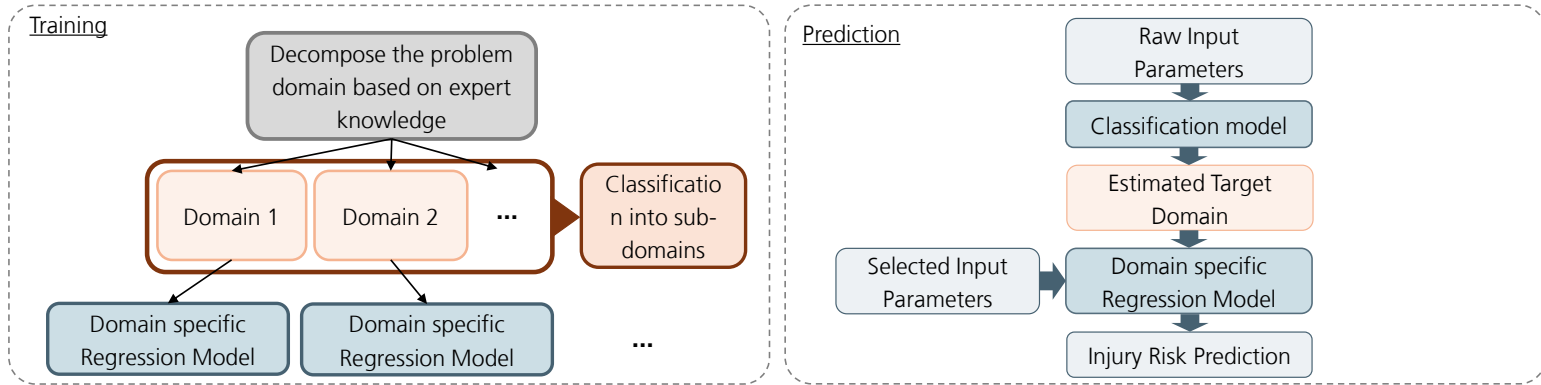 Training
Decompose the problem
domain based on expert
knowledge
Domain 1
Domain 2
...
Classificatio
n into sub-
domains
Domain specific
Regression Model
Domain specific
Regression Model
...
Prediction
Raw Input
Parameters
Classification model
Estimated Target
Domain
Selected Input
Parameters
Domain specific
Regression Model
Injury Risk Prediction